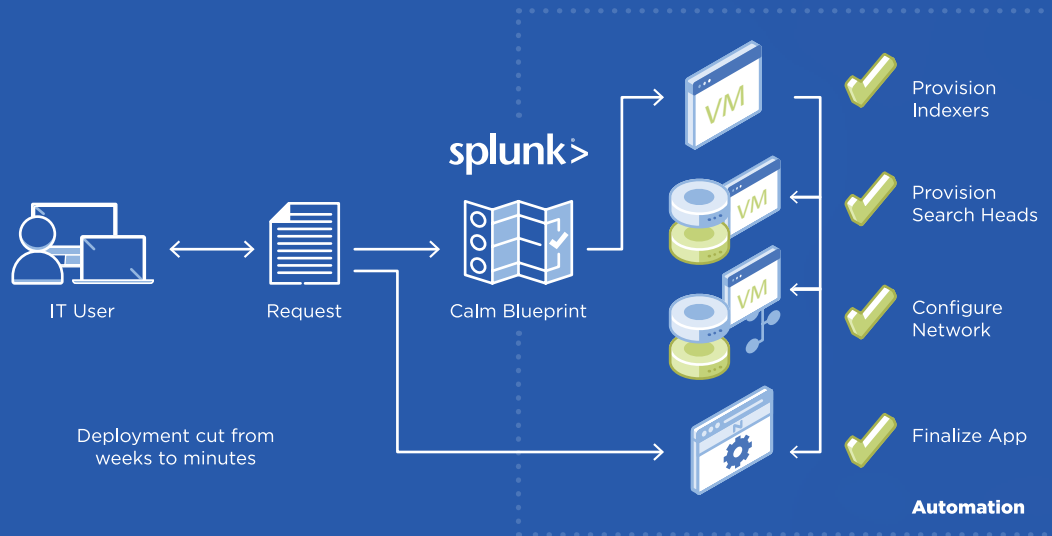 splunk>
IT User
Request
Calm Blueprint
Deployment cut from
weeks to minutes
VM
VM
VM
N
Provision
Indexers
Provision
Search Heads
Configure
Network
Finalize App
Automation